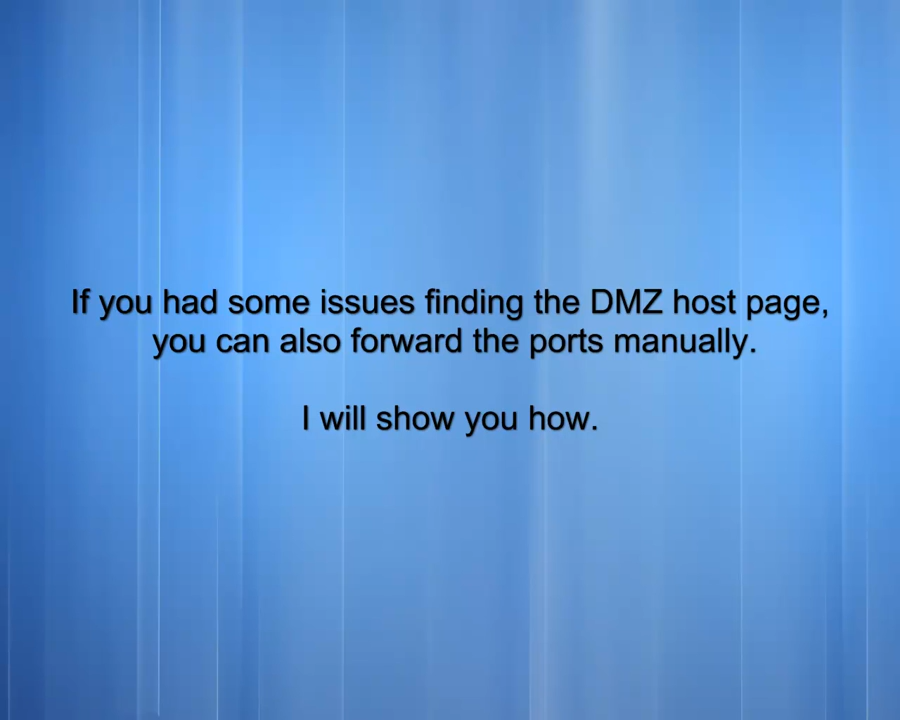 If you had some issues finding the DMZ host page,
you can also forward the ports manually.
I will show you how.